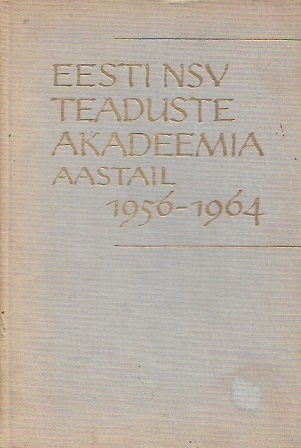 EESTI NSV
TEADUSTE
AKADEEMIA
AASTAIL
1956-1964